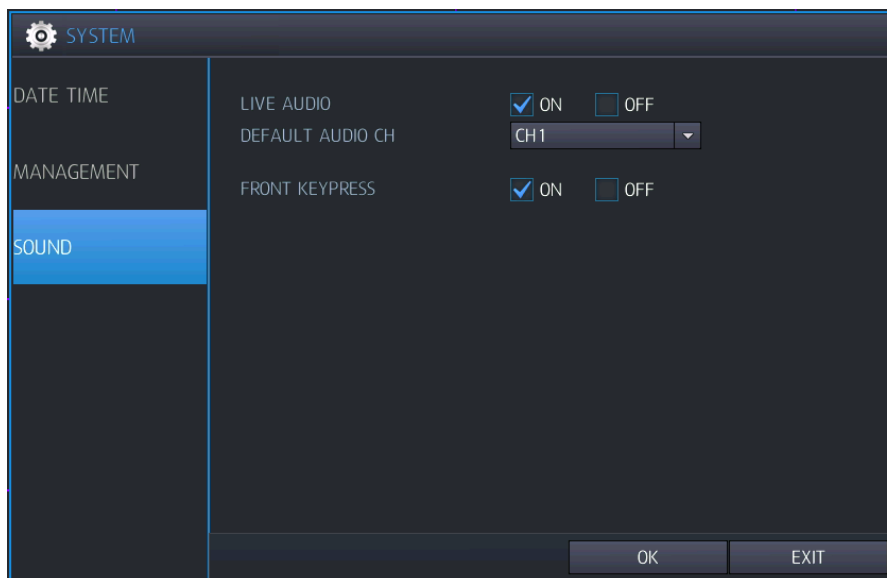 SYSTEM
DATE TIME
MANAGEMENT
SOUND
LIVE AUDIO ON OFF
DEFAULT AUDIO CH CH1
FRONT KEYPRESS ON OFF
OK EXIT